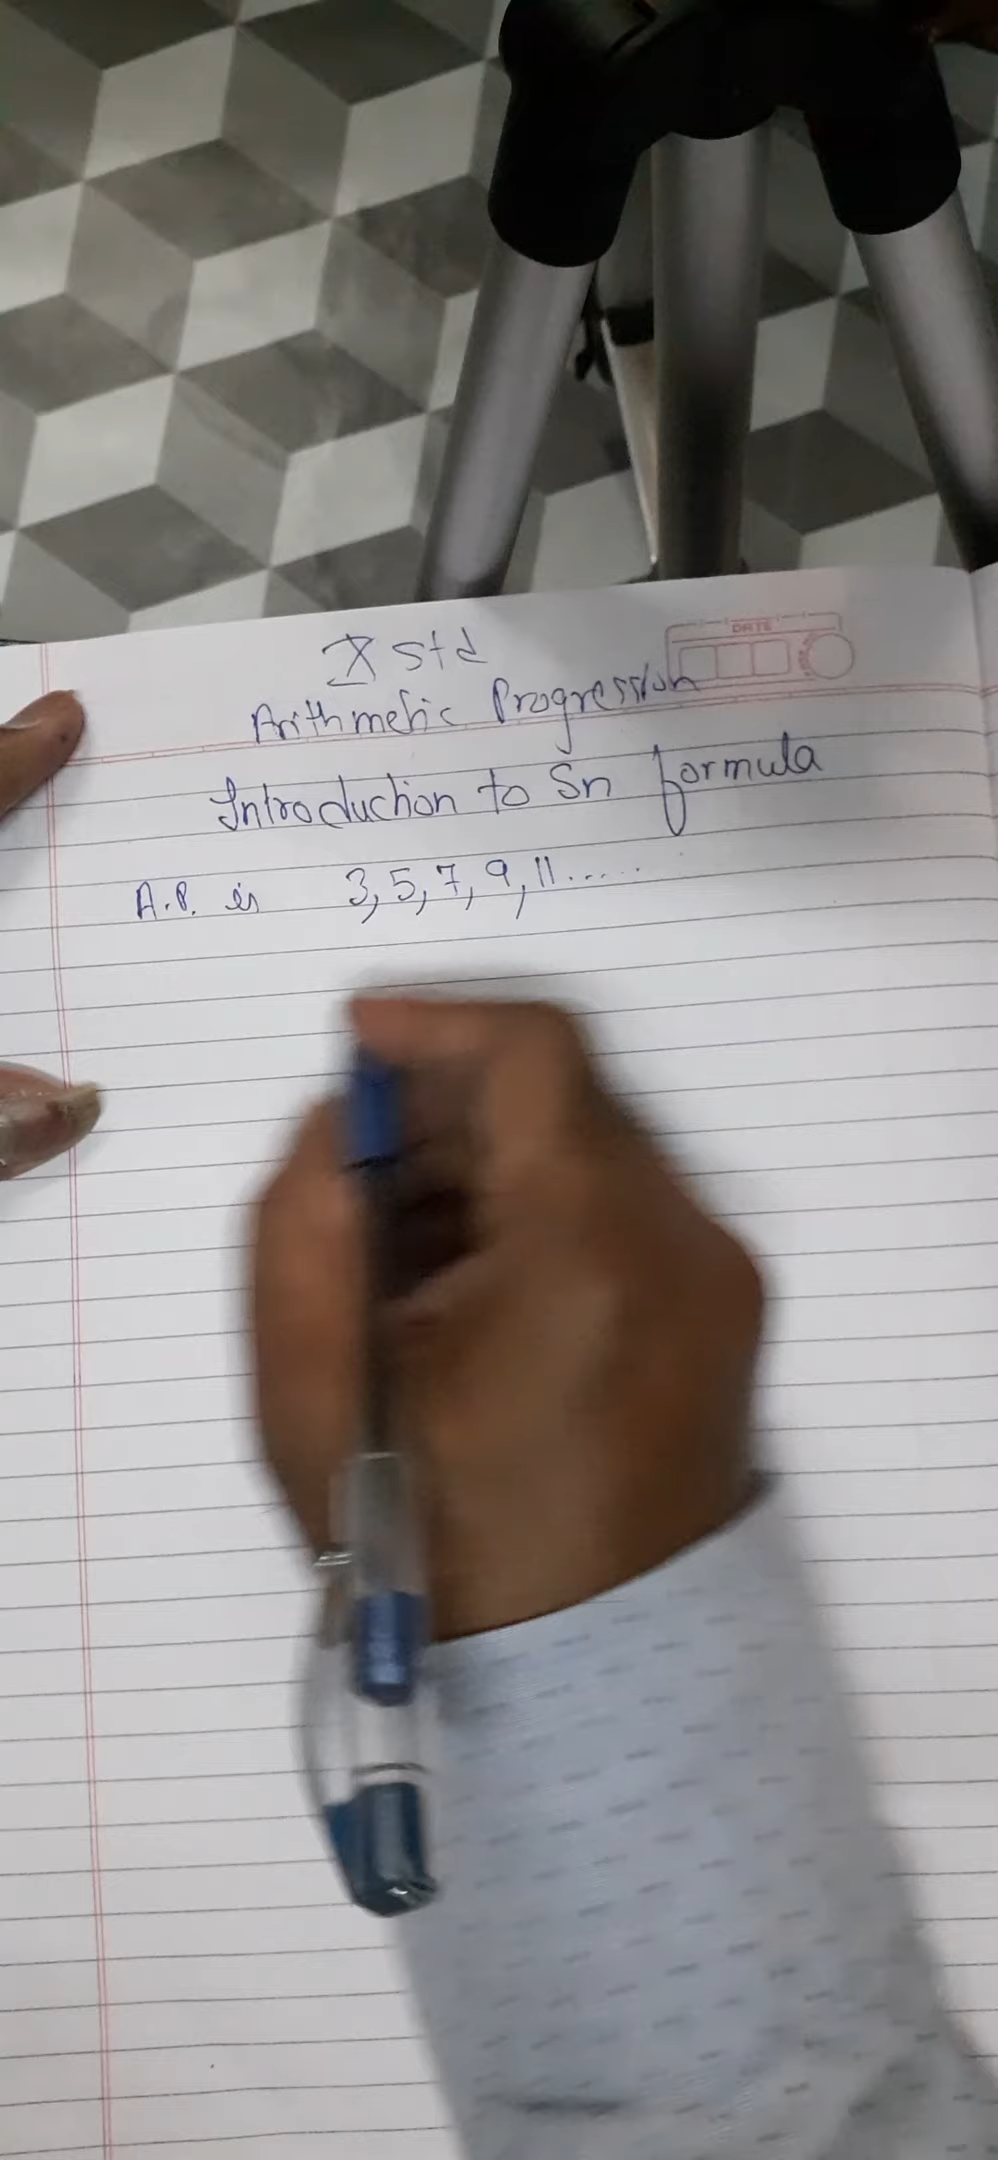 X std
DATE
Arithmetic Progression
Introduction to Sn formula
A.P. is 3, 5, 7, 9, 11.....